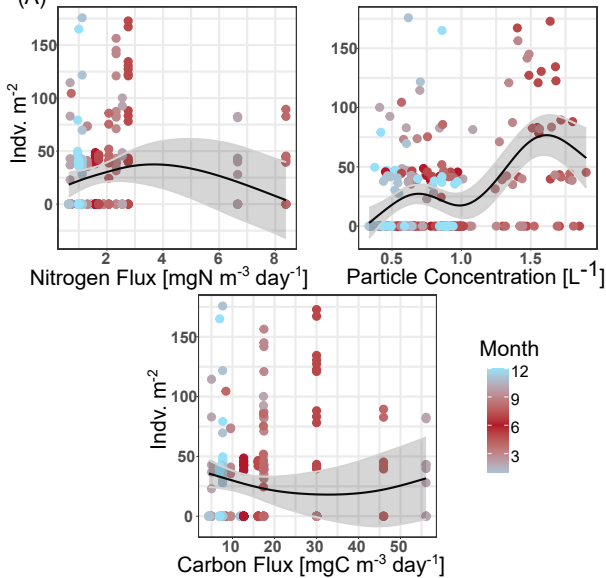 (A)
Indv. m⁻²
150
100
50
0
2 4 6 8
Nitrogen Flux [mgN m⁻³ day⁻¹]
150
100
50
0
0.5 1.0 1.5
Particle Concentration [L⁻¹]
Indv. m⁻²
150
100
50
0
10 20 30 40 50
Carbon Flux [mgC m⁻³ day⁻¹]
Month
12
9
6
3